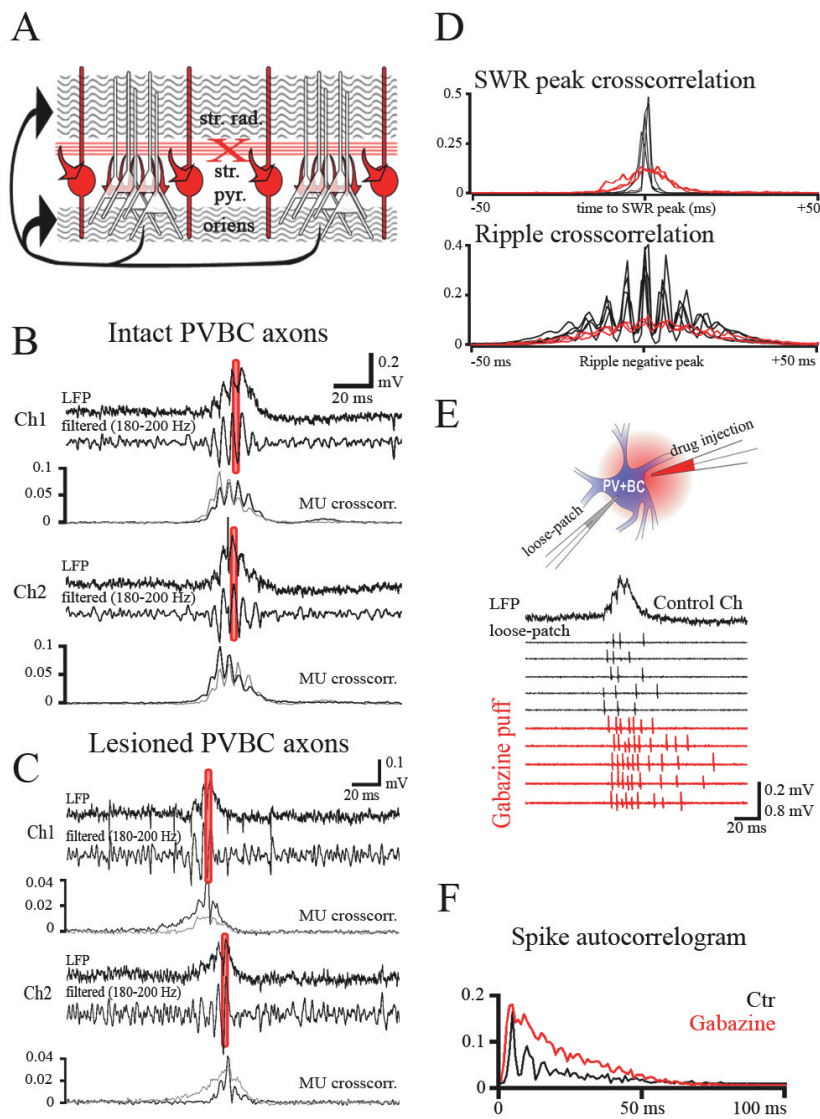 A
str. rad.
str.
pyr.
oriens
B
Intact PVBC axons
0.2
mV
20 ms
LFP
Ch1
filtered (180-200 Hz)
0.1
0.05
0
MU crosscorr.
LFP
Ch2
filtered (180-200 Hz)
0.1
0.05
0
MU crosscorr.
C
Lesioned PVBC axons
0.1
mV
20 ms
LFP
Ch1
filtered (180-200 Hz)
0.04
0.02
0
MU crosscorr.
LFP
Ch2
filtered (180-200 Hz)
0.04
0.02
0
MU crosscorr.
D
SWR peak crosscorrelation
0.5
0.25
0
-50
time to SWR peak (ms)
+50
Ripple crosscorrelation
0.4
0.2
0
-50 ms
Ripple negative peak
+50 ms
E
drug injection
PV+BC
loose-patch
LFP
Control Ch
loose-patch
Gabazine puff
0.2 mV
0.8 mV
20 ms
F
Spike autocorrelogram
0.2
0.1
0
Ctr
Gabazine
0
50 ms
100 ms